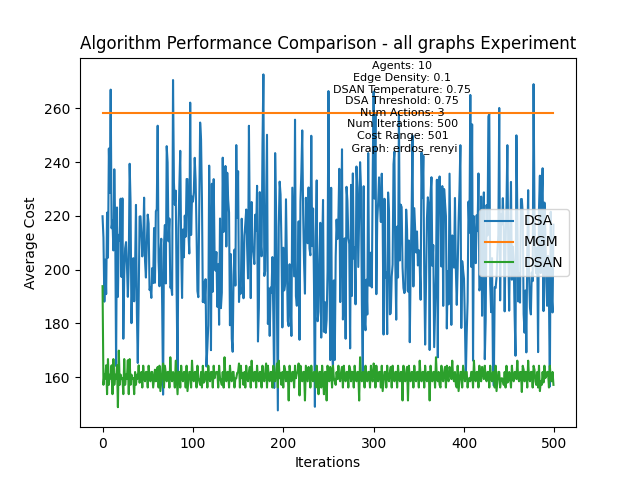 Algorithm Performance Comparison - all graphs Experiment
Agents: 10
Edge Density: 0.1
DSAN Temperature: 0.75
DSA Threshold: 0.75
Num Actions: 3
Num Iterations: 500
Cost Range: 501
Graph: erdos_renyi
260
240
220
200
180
160
Average Cost
DSA
MGM
DSAN
0
100
200
300
400
500
Iterations